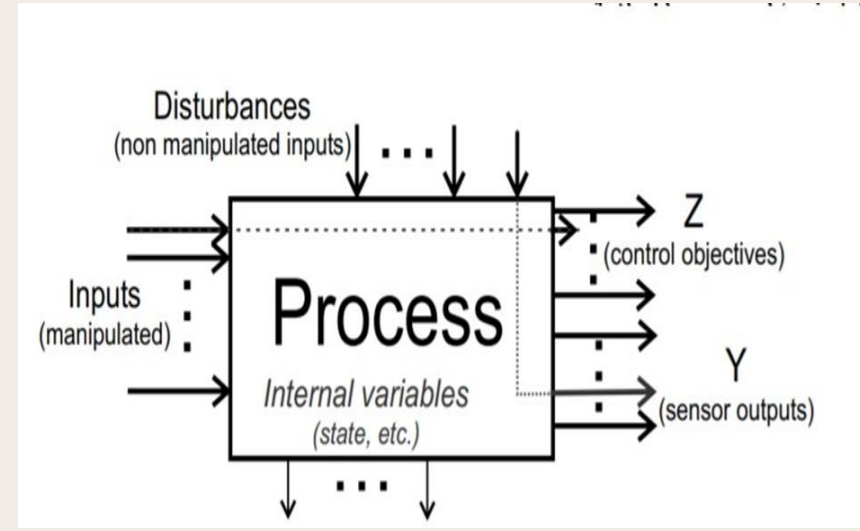 Disturbances
(non manipulated inputs)
Z
(control objectives)
Inputs
(manipulated)
Process
Internal variables
(state, etc.)
Y
(sensor outputs)